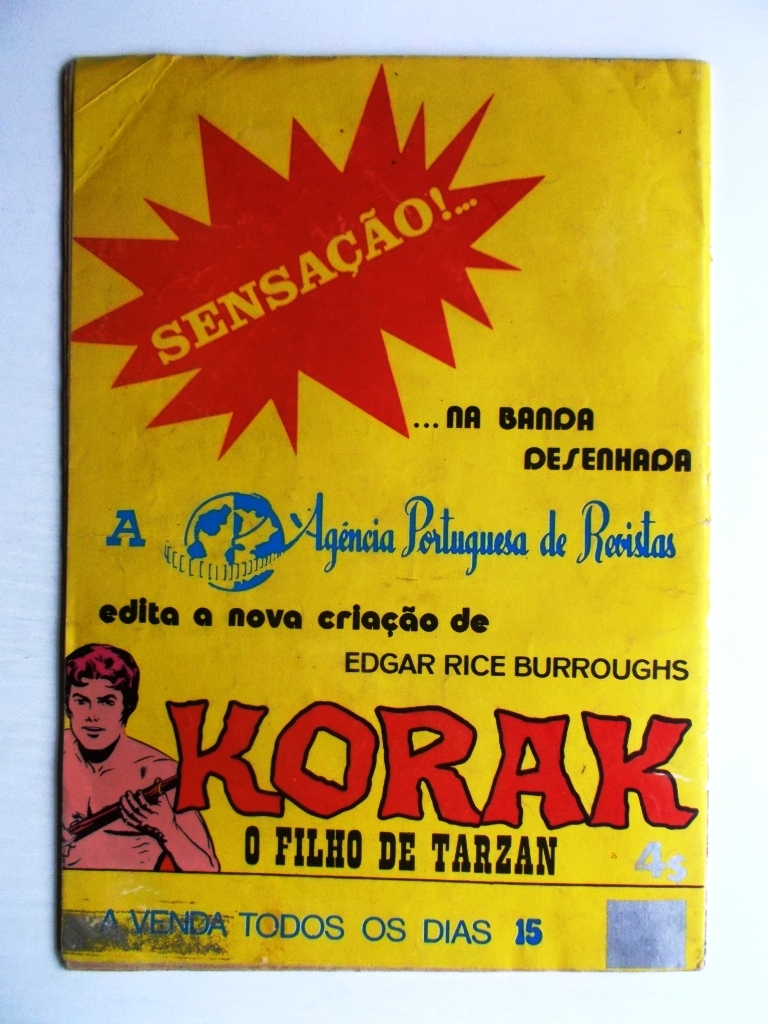 SENSAÇÃO!...
...NA BANDA
DESENHADA
A Agência Portuguesa de Revistas
edita a nova criação de
EDGAR RICE BURROUGHS
KORAK
O FILHO DE TARZAN
4$
A VENDA TODOS OS DIAS 15